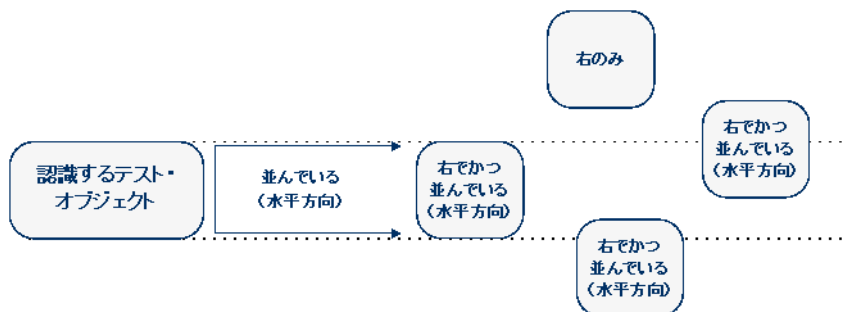 右のみ
右でかつ
並んでいる
（水平方向）
認識するテスト・
オブジェクト
並んでいる
（水平方向）
右でかつ
並んでいる
（水平方向）
右でかつ
並んでいる
（水平方向）